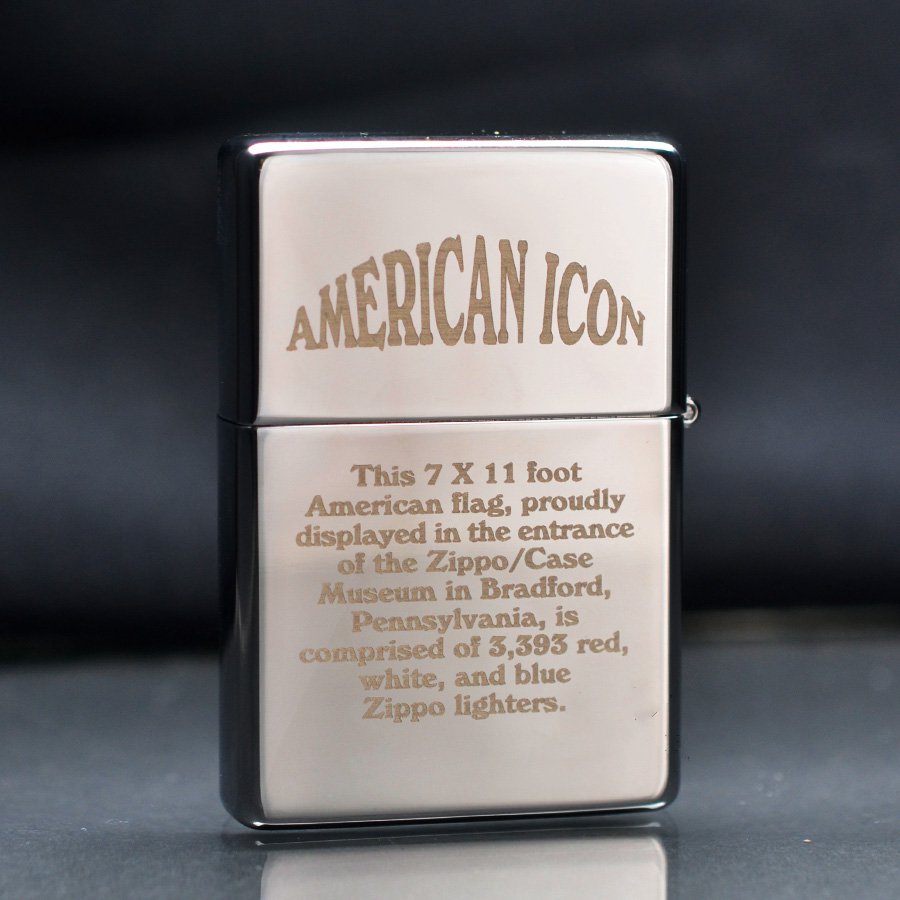 AMERICAN ICON
This 7 X 11 foot
American flag, proudly
displayed in the entrance
of the Zippo/Case
Museum in Bradford,
Pennsylvania, is
comprised of 3,393 red,
white, and blue
Zippo lighters.